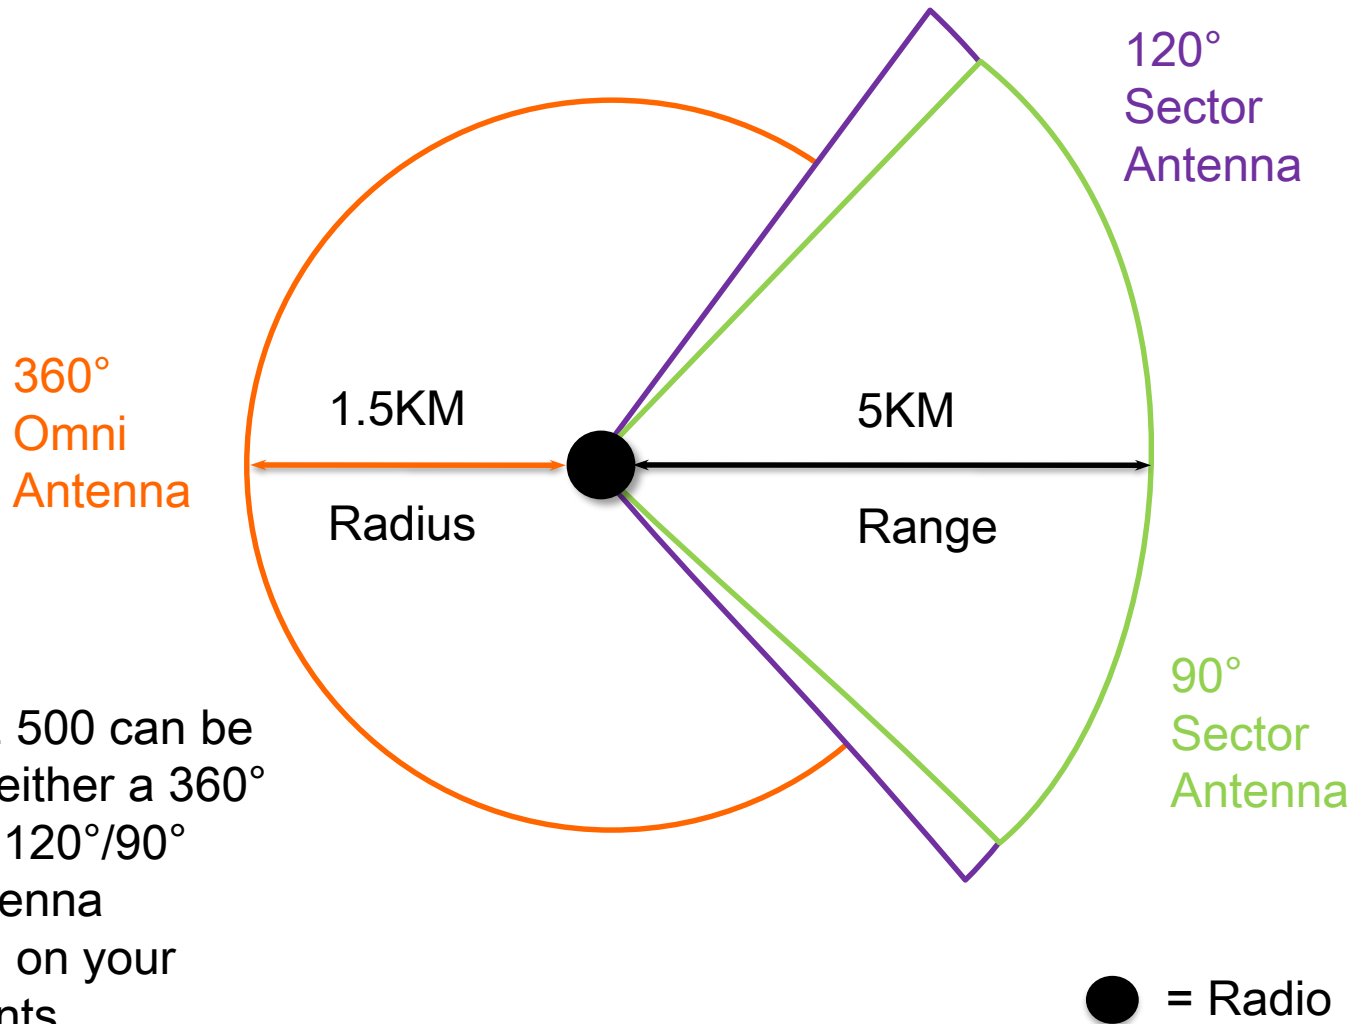 120°
Sector
Antenna
360°
Omni
Antenna
1.5KM
Radius
5KM
Range
90°
Sector
Antenna
500 can be
either a 360°
120°/90°
enna
on your
nts
= Radio